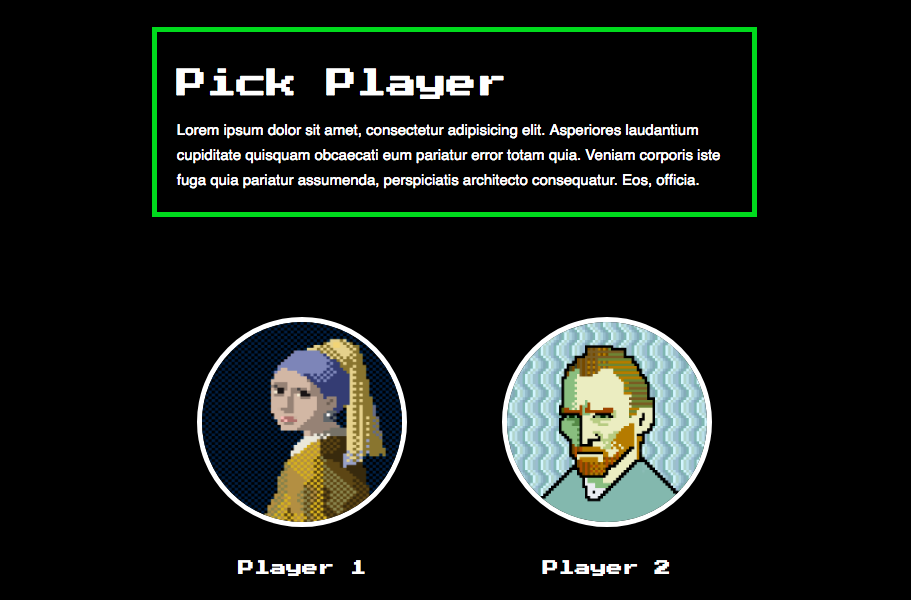 Pick Player
Lorem ipsum dolor sit amet, consectetur adipisicing elit. Asperiores laudantium
cupiditate quisquam obcaecati eum pariatur error totam quia. Veniam corporis iste
fuga quia pariatur assumenda, perspiciatis architecto consequatur. Eos, officia.
Player 1
Player 2